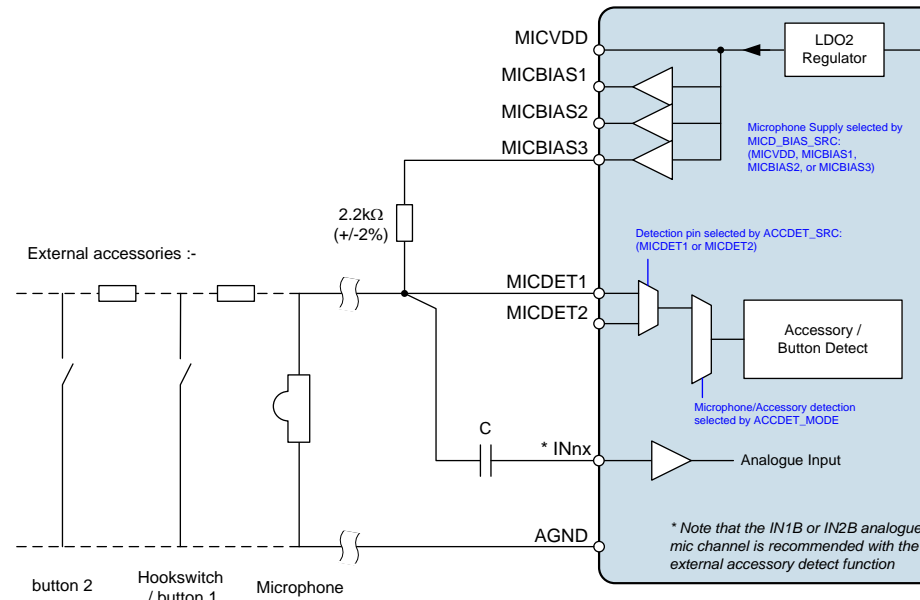 MICVDD
LDO2
Regulator
MICBIAS1
MICBIAS2
MICBIAS3
Microphone Supply selected by
MICD_BIAS_SRC:
(MICVDD, MICBIAS1,
MICBIAS2, or MICBIAS3)
2.2kΩ
(+/-2%)
External accessories :-
Detection pin selected by ACCDET_SRC:
(MICDET1 or MICDET2)
MICDET1
MICDET2
Accessory /
Button Detect
Microphone/Accessory detection
selected by ACCDET_MODE
C
* INnx
Analogue Input
AGND
* Note that the IN1B or IN2B analogue
mic channel is recommended with the
external accessory detect function
button 2
Hookswitch
/ button 1
Microphone